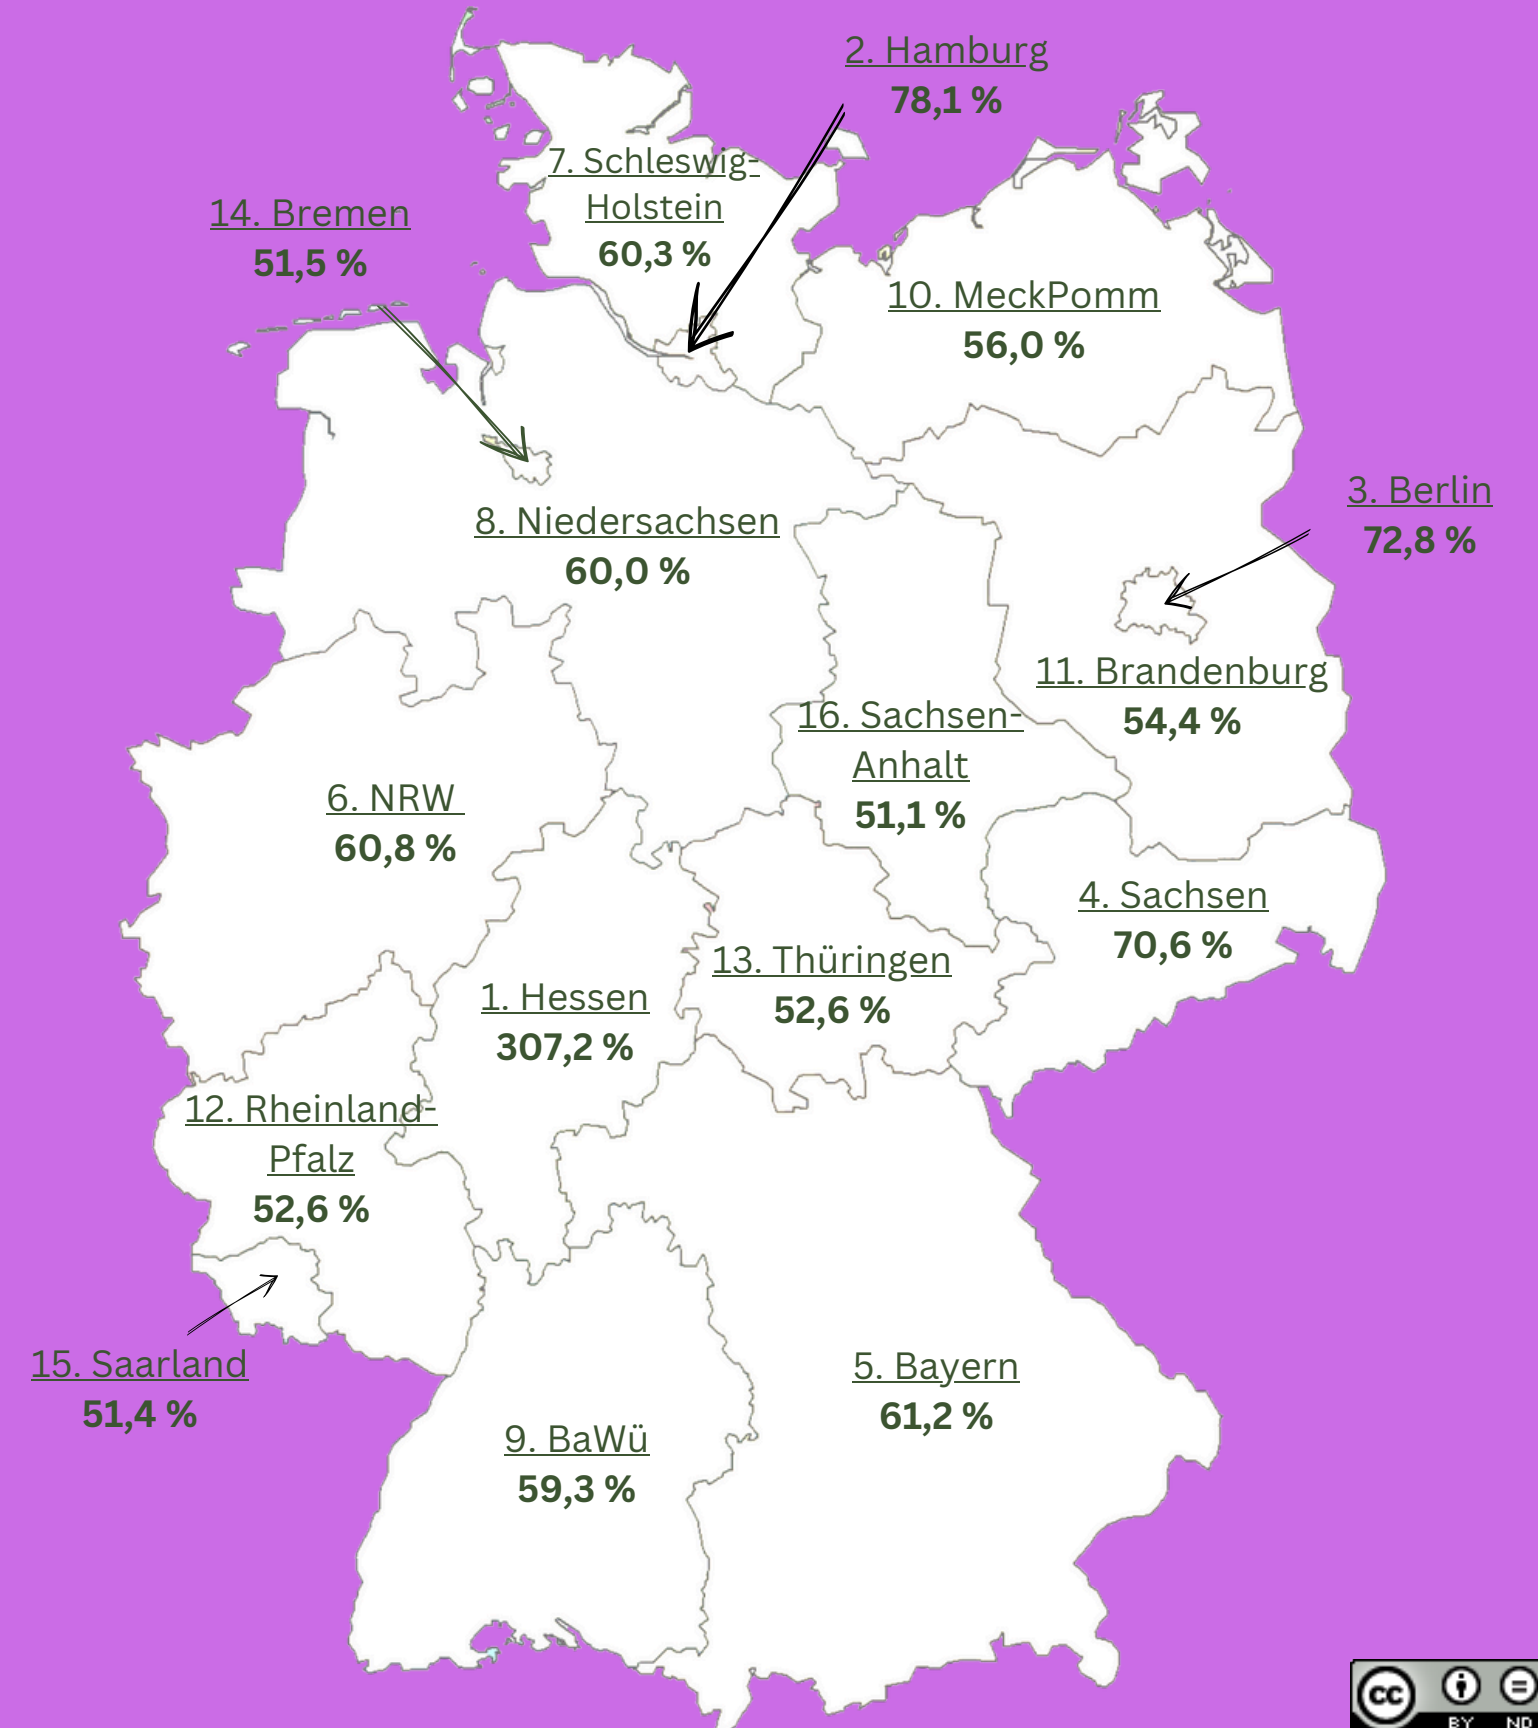 2. Hamburg
78,1 %
7. Schleswig-
Holstein
60,3 %
14. Bremen
51,5 %
10. MeckPomm
56,0 %
3. Berlin
72,8 %
8. Niedersachsen
60,0 %
11. Brandenburg
54,4 %
16. Sachsen-
Anhalt
51,1 %
6. NRW
60,8 %
4. Sachsen
70,6 %
13. Thüringen
52,6 %
1. Hessen
307,2 %
12. Rheinland-
Pfalz
52,6 %
15. Saarland
51,4 %
5. Bayern
61,2 %
9. BaWü
59,3 %
cc
BY ND